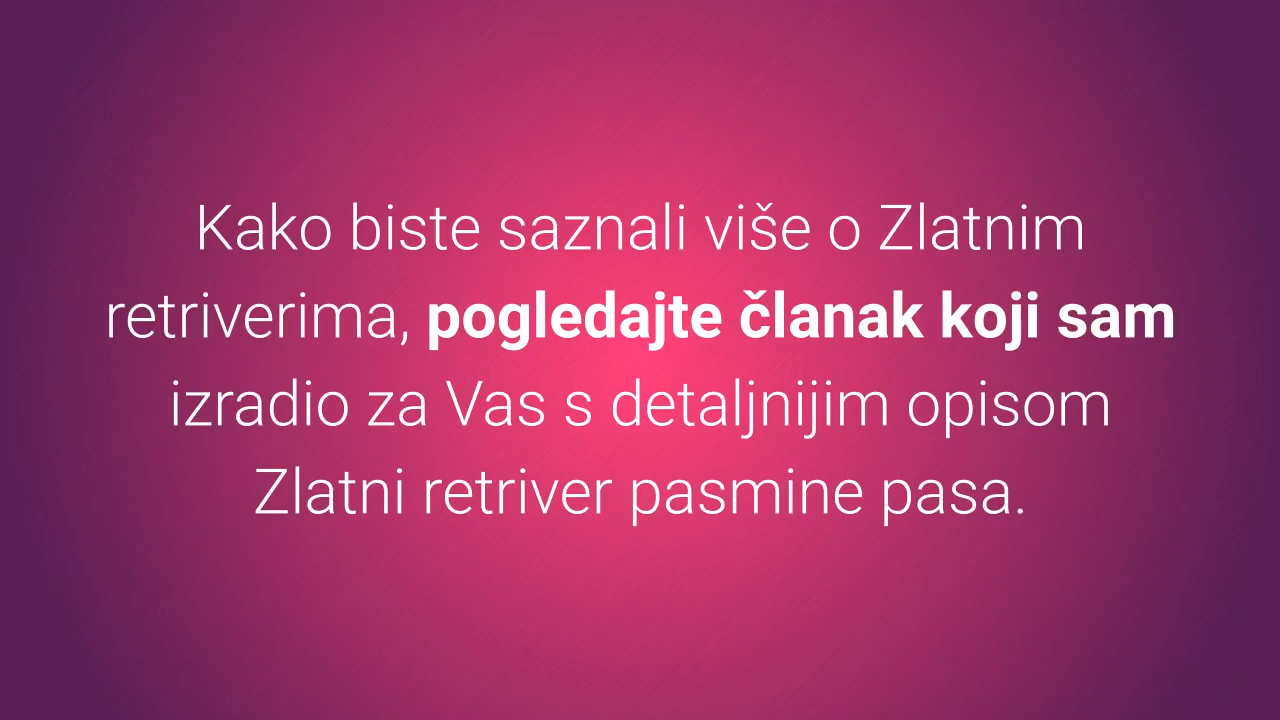 Kako biste saznali više o Zlatnim
retriverima, pogledajte članak koji sam
izradio za Vas s detaljnijim opisom
Zlatni retriver pasmine pasa.